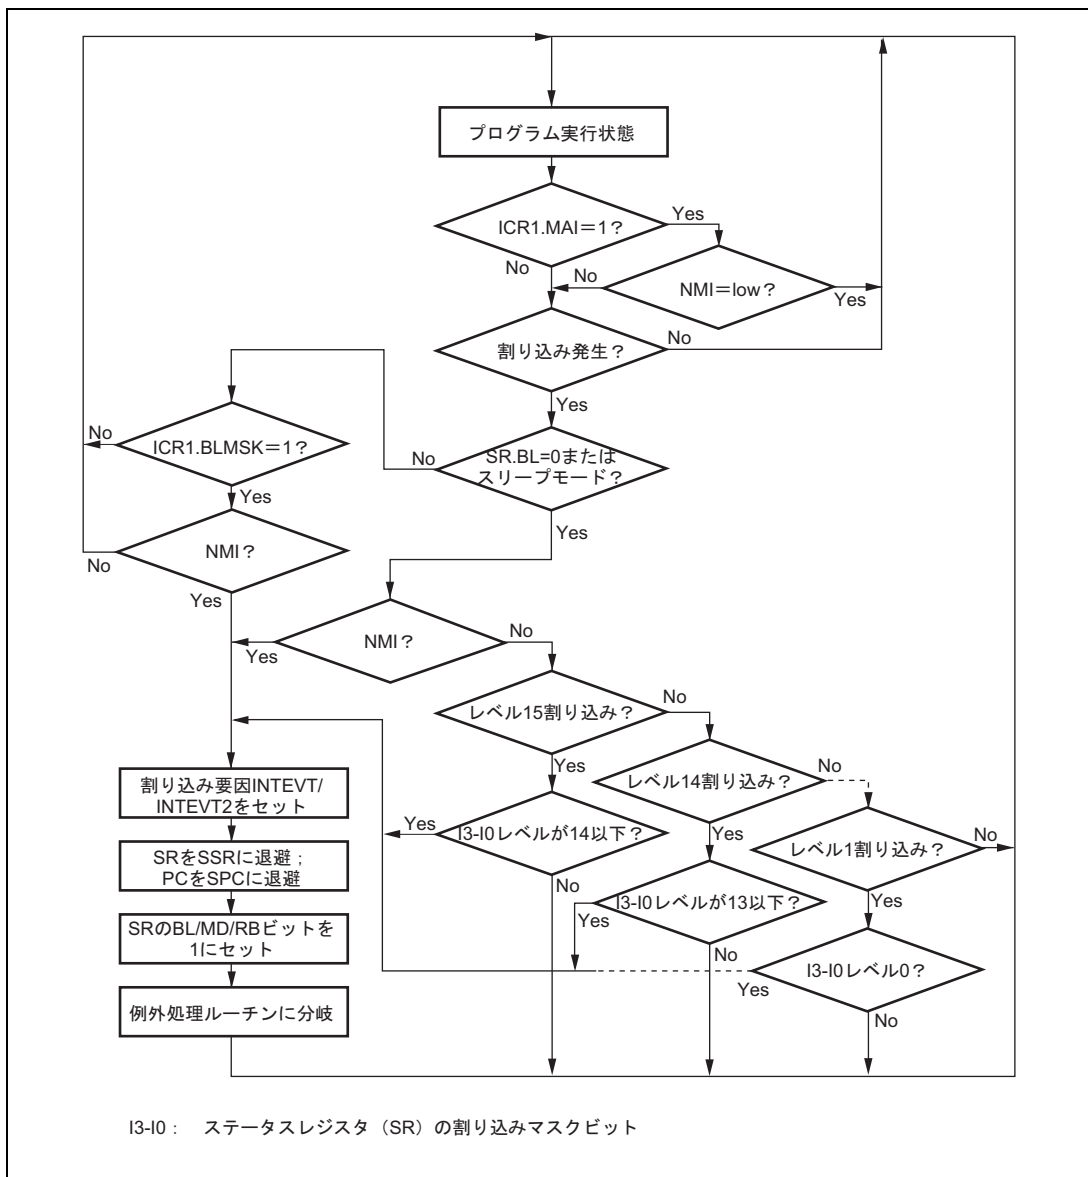 プログラム実行状態
ICR1.MAI＝1？
Yes
No
NMI＝low？
No
Yes
割り込み発生？
No
Yes
SR.BL=0または
スリープモード？
No
Yes
ICR1.BLMSK＝1？
No
Yes
NMI？
No
Yes
NMI？
Yes
No
レベル15割り込み？
No
Yes
レベル14割り込み？
No
Yes
レベル1割り込み？
No
Yes
I3-I0レベルが14以下？
Yes
No
I3-I0レベルが13以下？
Yes
No
I3-I0レベル0？
Yes
No
割り込み要因INTEVT/
INTEVT2をセット
SRをSSRに退避；
PCをSPCに退避
SRのBL/MD/RBビットを
1にセット
例外処理ルーチンに分岐
I3-I0： ステータスレジスタ（SR）の割り込みマスクビット